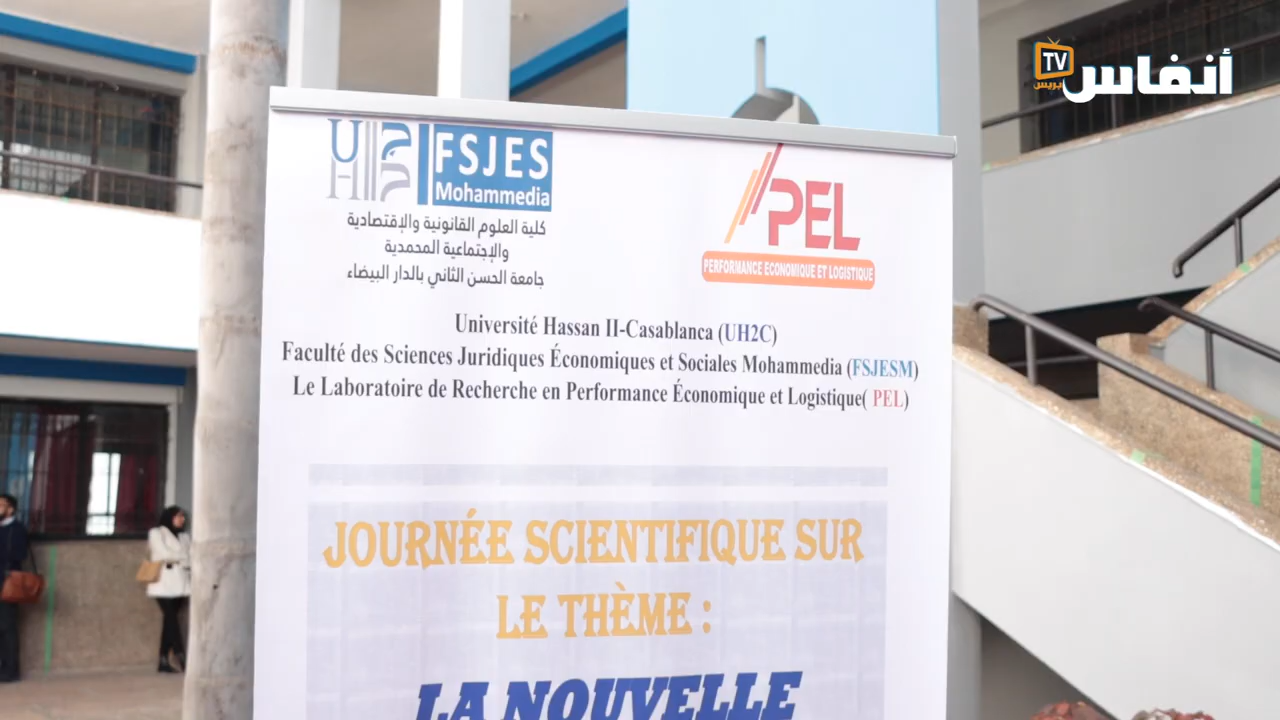 أنفاس
TV
بريس
UH2C
FSJES
Mohammedia
كلية العلوم القانونية والإقتصادية
والإجتماعية المحمدية
جامعة الحسن الثاني بالدار البيضاء
PEL
PERFORMANCE ECONOMIQUE ET LOGISTIQUE
Université Hassan II-Casablanca (UH2C)
Faculté des Sciences Juridiques Économiques et Sociales Mohammedia (FSJESM)
Le Laboratoire de Recherche en Performance Économique et Logistique( PEL)
JOURNÉE SCIENTIFIQUE SUR
LE THÈME :
LA NOUVELLE